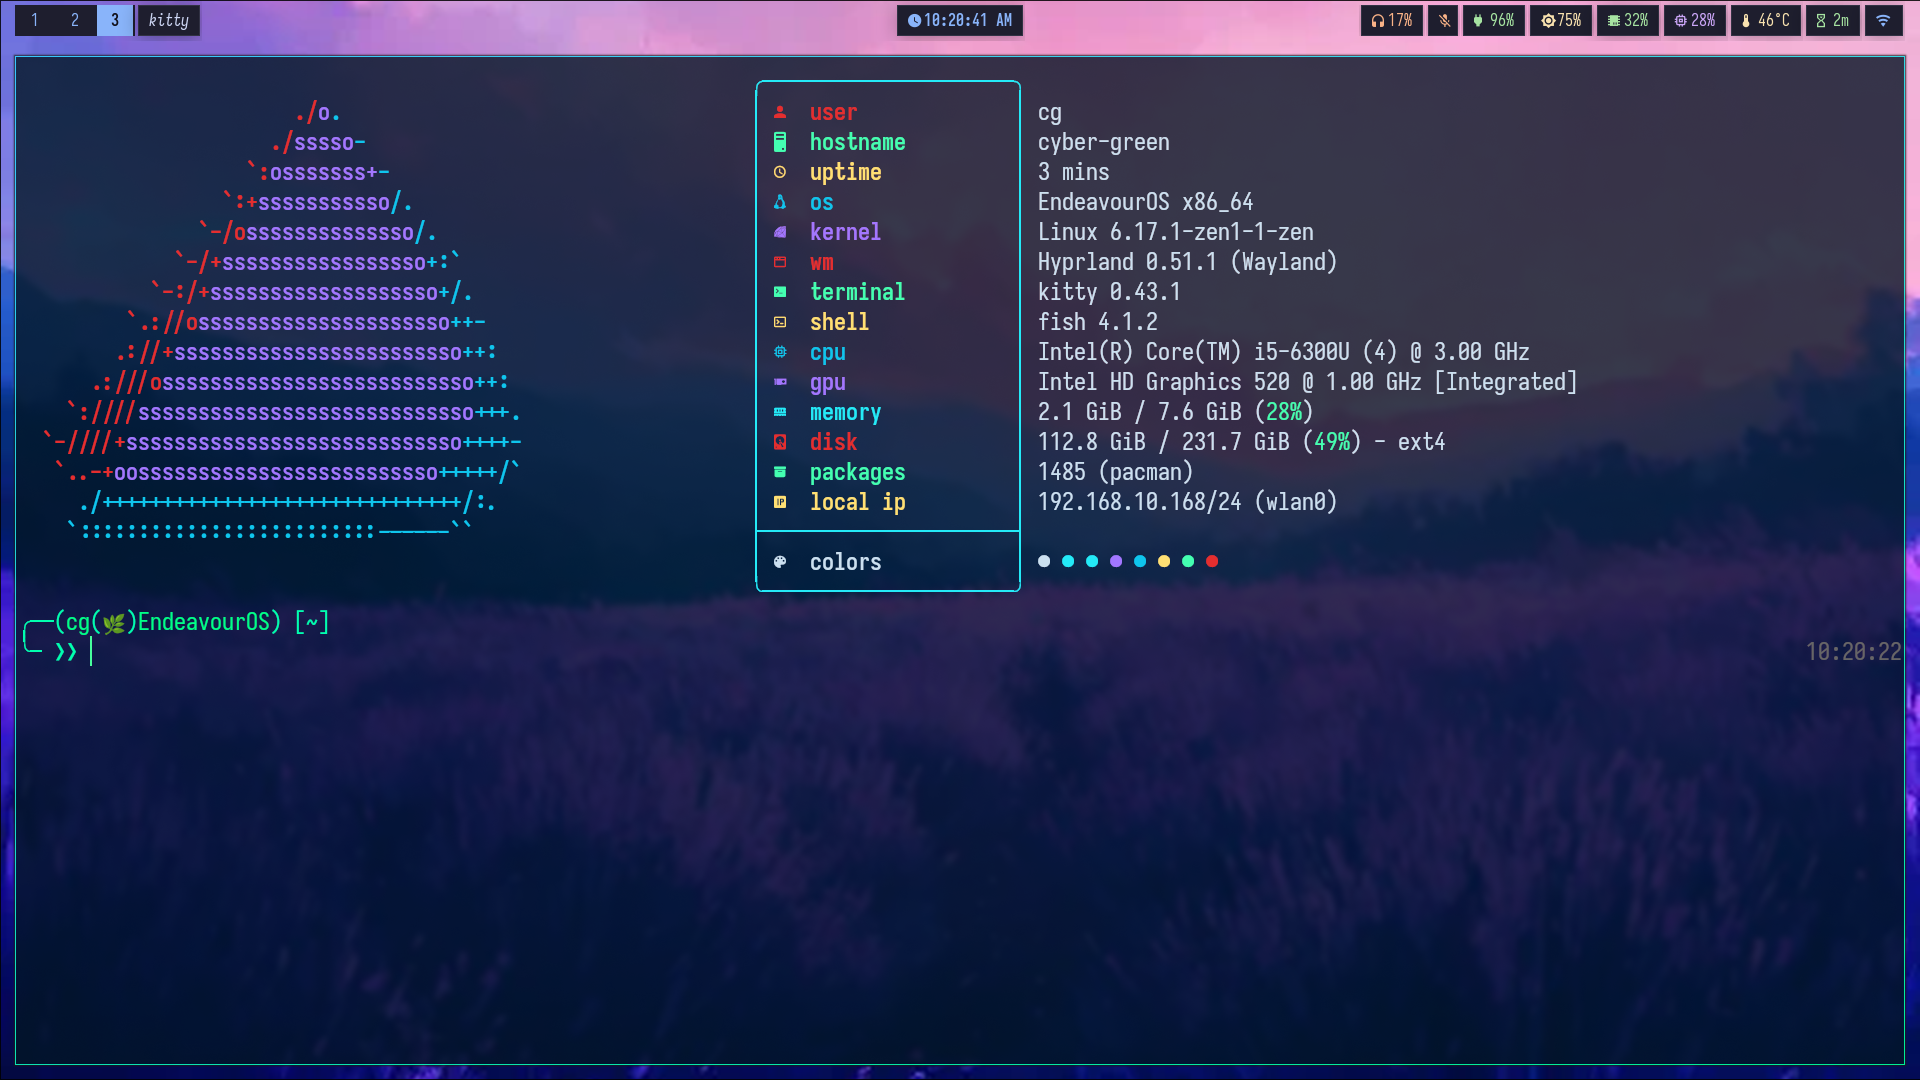 1 2 3 kitty 10:20:41 AM 17% 96% 75% 32% 28% 46°C 2m
./o.
./sssso-
`:osssssss+-
`:+sssssssssso/.
`-/ossssssssssssso/.
`-/+sssssssssssssssso+:`
`-:/+sssssssssssssssssso+/.
`.://osssssssssssssssssssso++-
.://+ssssssssssssssssssssssso++:
.:///ossssssssssssssssssssssssso++:
`:////ssssssssssssssssssssssssssso+++.
`-////+ssssssssssssssssssssssssssso++++-
`..-+oosssssssssssssssssssssssso+++++/`
./++++++++++++++++++++++++++++++/:.
`:::::::::::::::::::::::::------``
user cg
hostname cyber-green
uptime 3 mins
os EndeavourOS x86_64
kernel Linux 6.17.1-zen1-1-zen
wm Hyprland 0.51.1 (Wayland)
terminal kitty 0.43.1
shell fish 4.1.2
cpu Intel(R) Core(TM) i5-6300U (4) @ 3.00 GHz
gpu Intel HD Graphics 520 @ 1.00 GHz [Integrated]
memory 2.1 GiB / 7.6 GiB (28%)
disk 112.8 GiB / 231.7 GiB (49%) - ext4
packages 1485 (pacman)
local ip 192.168.10.168/24 (wlan0)
colors
╭──(cg(🌿)EndeavourOS) [~]
╰─ ❯❯ 10:20:22